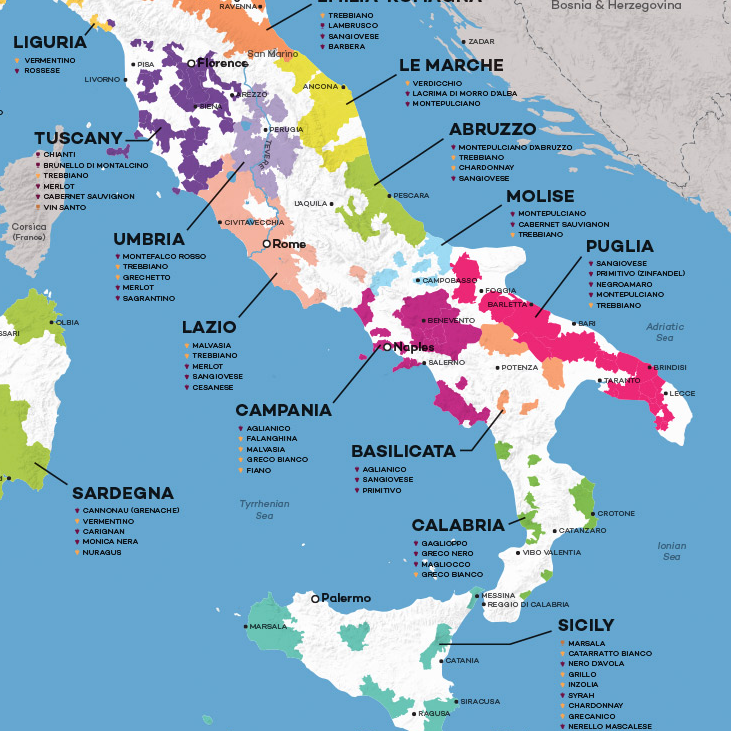 EMILIA-ROMAGNA
TREBBIANO
LAMBRUSCO
SANGIOVESE
BARBERA
RAVENNA
Bosnia & Herzegovina
ZADAR
LIGURIA
VERMENTINO
ROSSESE
PISA
LIVORNO
Florence
San Marino
SIENA
AREZZO
ANCONA
LE MARCHE
VERDICCHIO
LACRIMA DI MORRO D'ALBA
MONTEPULCIANO
TUSCANY
CHIANTI
BRUNELLO DI MONTALCINO
TREBBIANO
MERLOT
CABERNET SAUVIGNON
VIN SANTO
PERUGIA
TEVERE
ABRUZZO
MONTEPULCIANO D'ABRUZZO
TREBBIANO
CHARDONNAY
SANGIOVESE
L'AQUILA
PESCARA
Corsica
(France)
CIVITAVECCHIA
Rome
MOLISE
MONTEPULCIANO
CABERNET SAUVIGNON
TREBBIANO
UMBRIA
MONTEFALCO ROSSO
TREBBIANO
GRECHETTO
MERLOT
SAGRANTINO
PUGLIA
SANGIOVESE
PRIMITIVO (ZINFANDEL)
NEGROAMARO
MONTEPULCIANO
TREBBIANO
CAMPOBASSO
FOGGIA
BARLETTA
BARI
Adriatic
Sea
OLBIA
SSARI
LAZIO
MALVASIA
TREBBIANO
MERLOT
SANGIOVESE
CESANESE
BENEVENTO
Naples
SALERNO
POTENZA
TARANTO
BRINDISI
LECCE
CAMPANIA
AGLIANICO
FALANGHINA
MALVASIA
GRECO BIANCO
FIANO
BASILICATA
AGLIANICO
SANGIOVESE
PRIMITIVO
SARDEGNA
CANNONAU (GRENACHE)
VERMENTINO
CARIGNAN
MONICA NERA
NURAGUS
Tyrrhenian
Sea
CALABRIA
GAGLIOPPO
GRECO NERO
MAGLIOCCO
GRECO BIANCO
CROTONE
CATANZARO
VIBO VALENTIA
Ionian
Sea
Palermo
MESSINA
REGGIO DI CALABRIA
MARSALA
CATANIA
SIRACUSA
RAGUSA
SICILY
MARSALA
CATARRATTO BIANCO
NERO D'AVOLA
GRILLO
INZOLIA
SYRAH
CHARDONNAY
GRECANICO
NERELLO MASCALESE